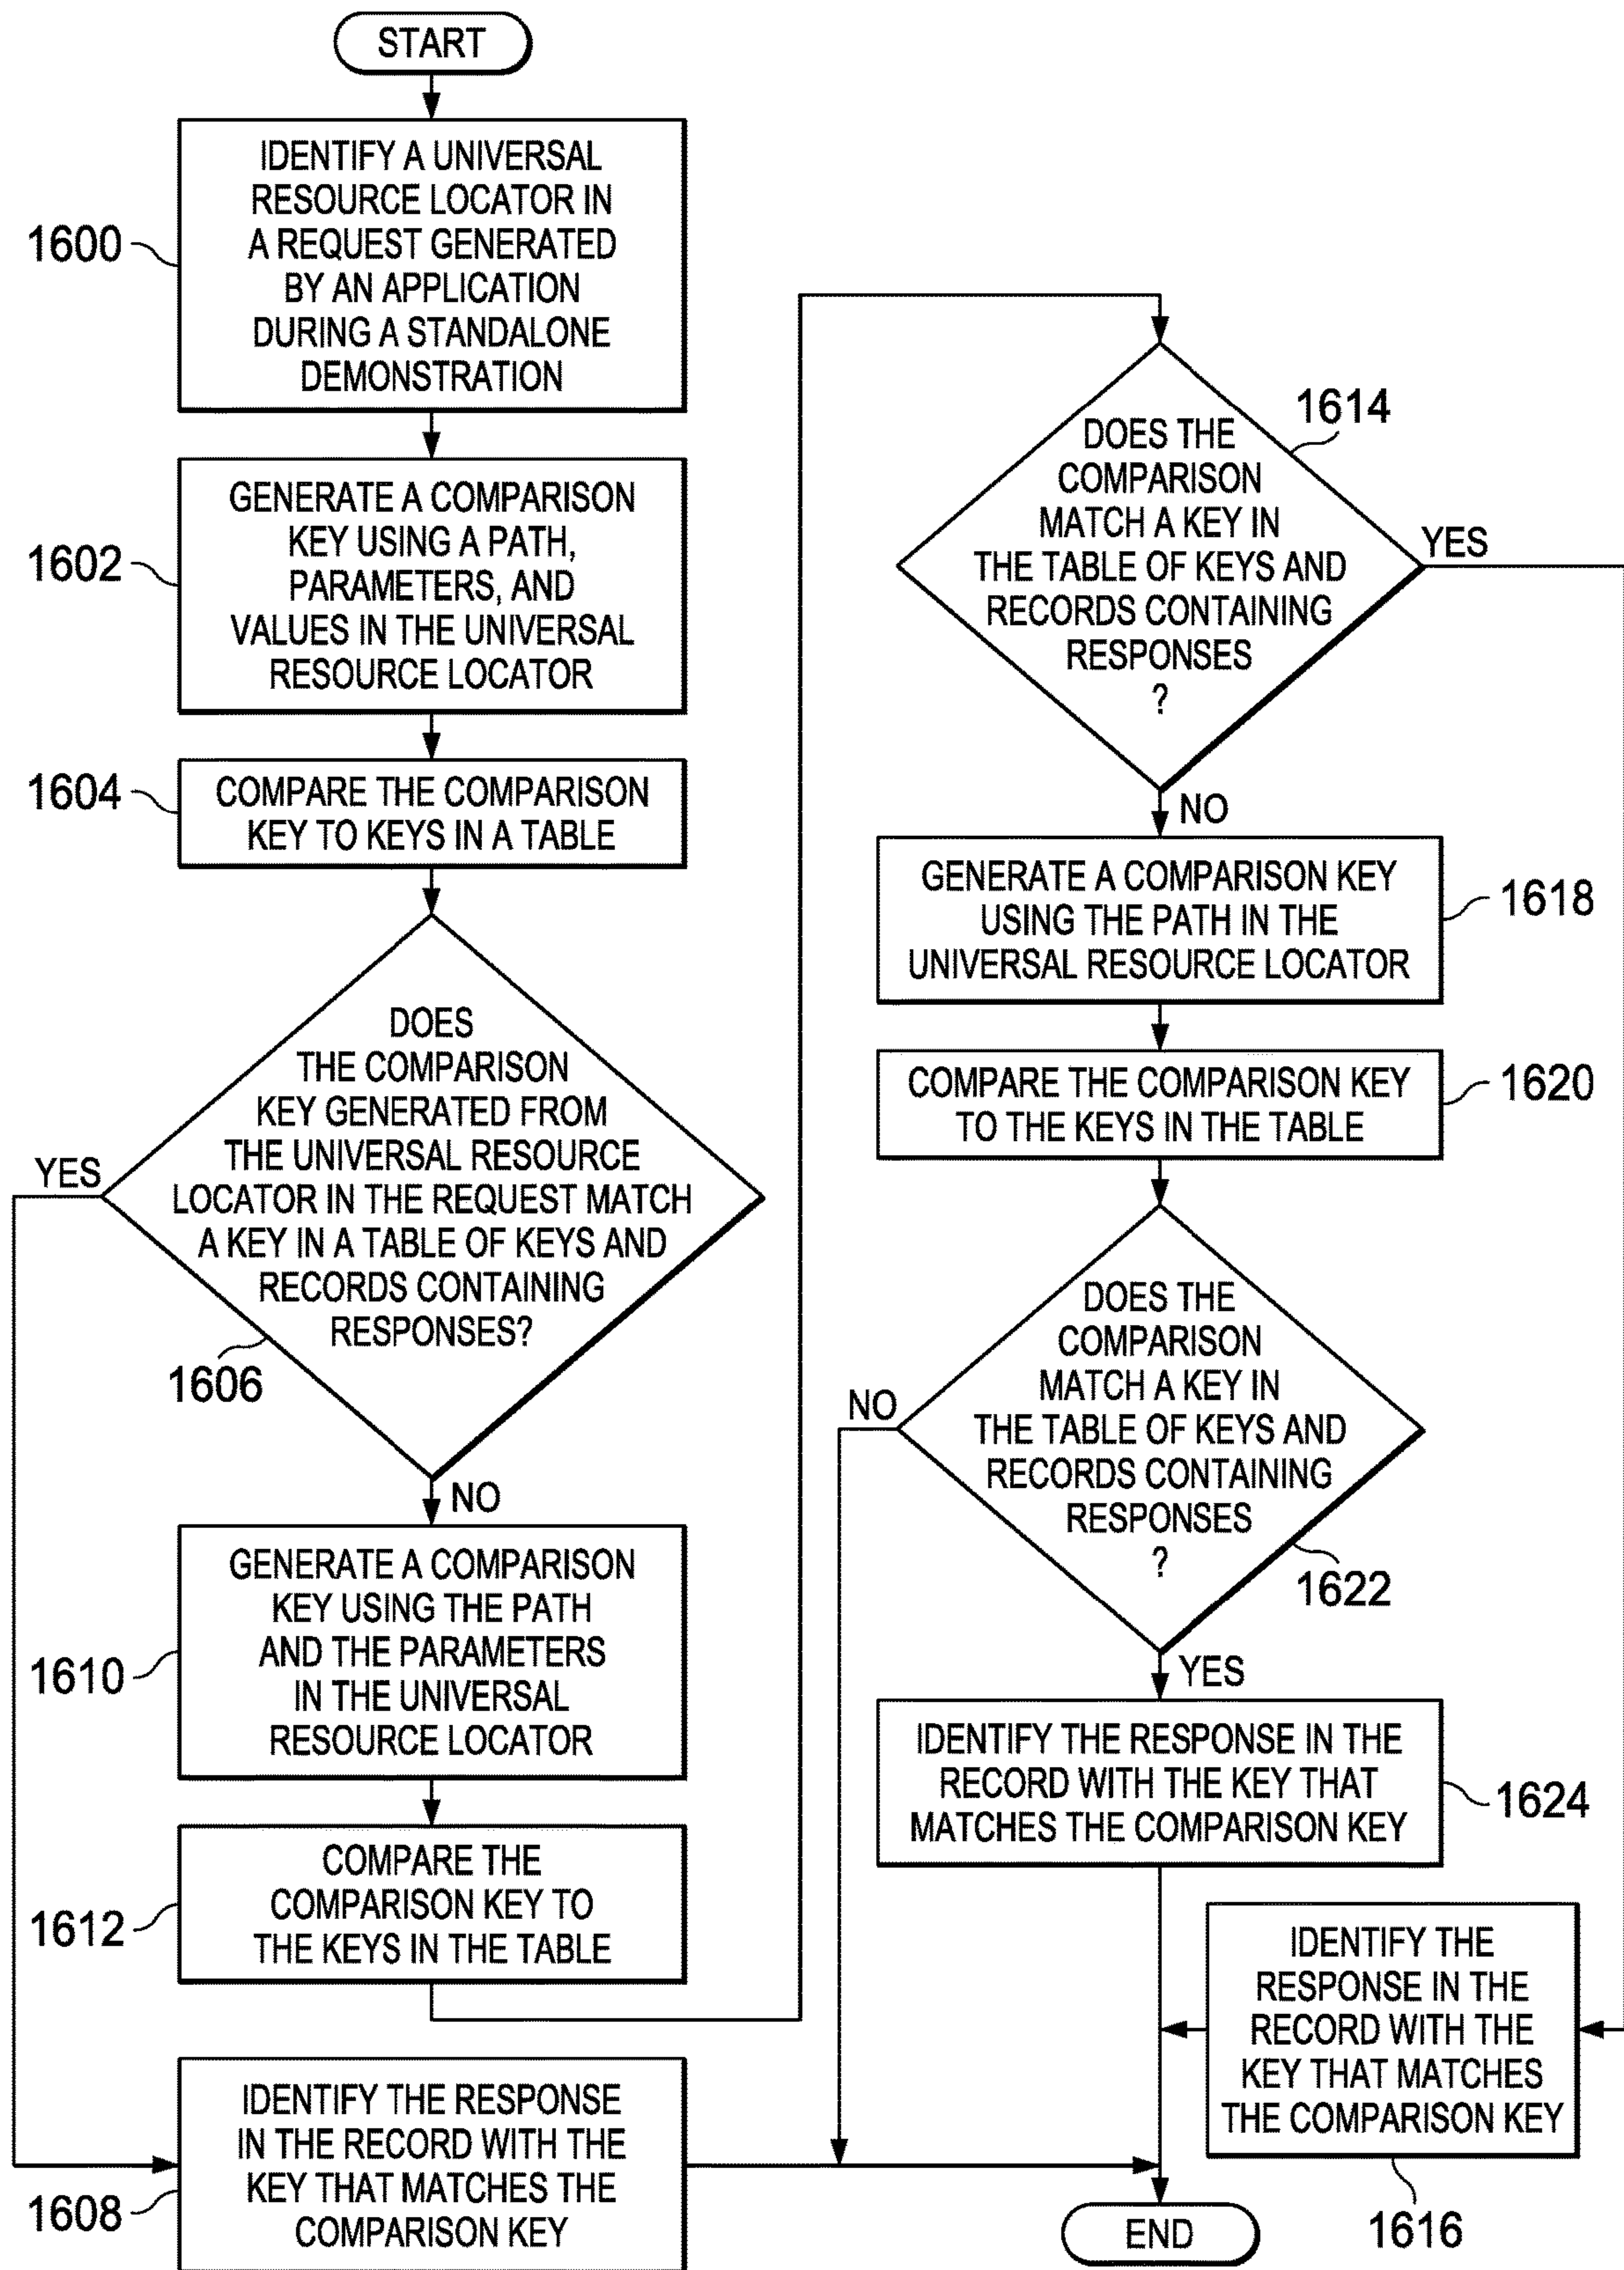 START
IDENTIFY A UNIVERSAL
RESOURCE LOCATOR IN
A REQUEST GENERATED
BY AN APPLICATION
DURING A STANDALONE
DEMONSTRATION
1600
GENERATE A COMPARISON
KEY USING A PATH,
PARAMETERS, AND
VALUES IN THE UNIVERSAL
RESOURCE LOCATOR
1602
COMPARE THE COMPARISON
KEY TO KEYS IN A TABLE
1604
DOES
THE COMPARISON
KEY GENERATED FROM
THE UNIVERSAL RESOURCE
LOCATOR IN THE REQUEST MATCH
A KEY IN A TABLE OF KEYS AND
RECORDS CONTAINING
RESPONSES?
YES
1606
NO
GENERATE A COMPARISON
KEY USING THE PATH
AND THE PARAMETERS
IN THE UNIVERSAL
RESOURCE LOCATOR
1610
COMPARE THE
COMPARISON KEY TO
THE KEYS IN THE TABLE
1612
IDENTIFY THE RESPONSE
IN THE RECORD WITH THE
KEY THAT MATCHES THE
COMPARISON KEY
1608
1614
DOES THE
COMPARISON
MATCH A KEY IN
THE TABLE OF KEYS AND
RECORDS CONTAINING
RESPONSES
?
YES
NO
GENERATE A COMPARISON KEY
USING THE PATH IN THE
UNIVERSAL RESOURCE LOCATOR
1618
COMPARE THE COMPARISON KEY
TO THE KEYS IN THE TABLE
1620
DOES THE
COMPARISON
MATCH A KEY IN
THE TABLE OF KEYS AND
RECORDS CONTAINING
RESPONSES
?
NO
1622
YES
IDENTIFY THE RESPONSE IN THE
RECORD WITH THE KEY THAT
MATCHES THE COMPARISON KEY
1624
IDENTIFY THE
RESPONSE IN THE
RECORD WITH THE
KEY THAT MATCHES
THE COMPARISON KEY
1616
END